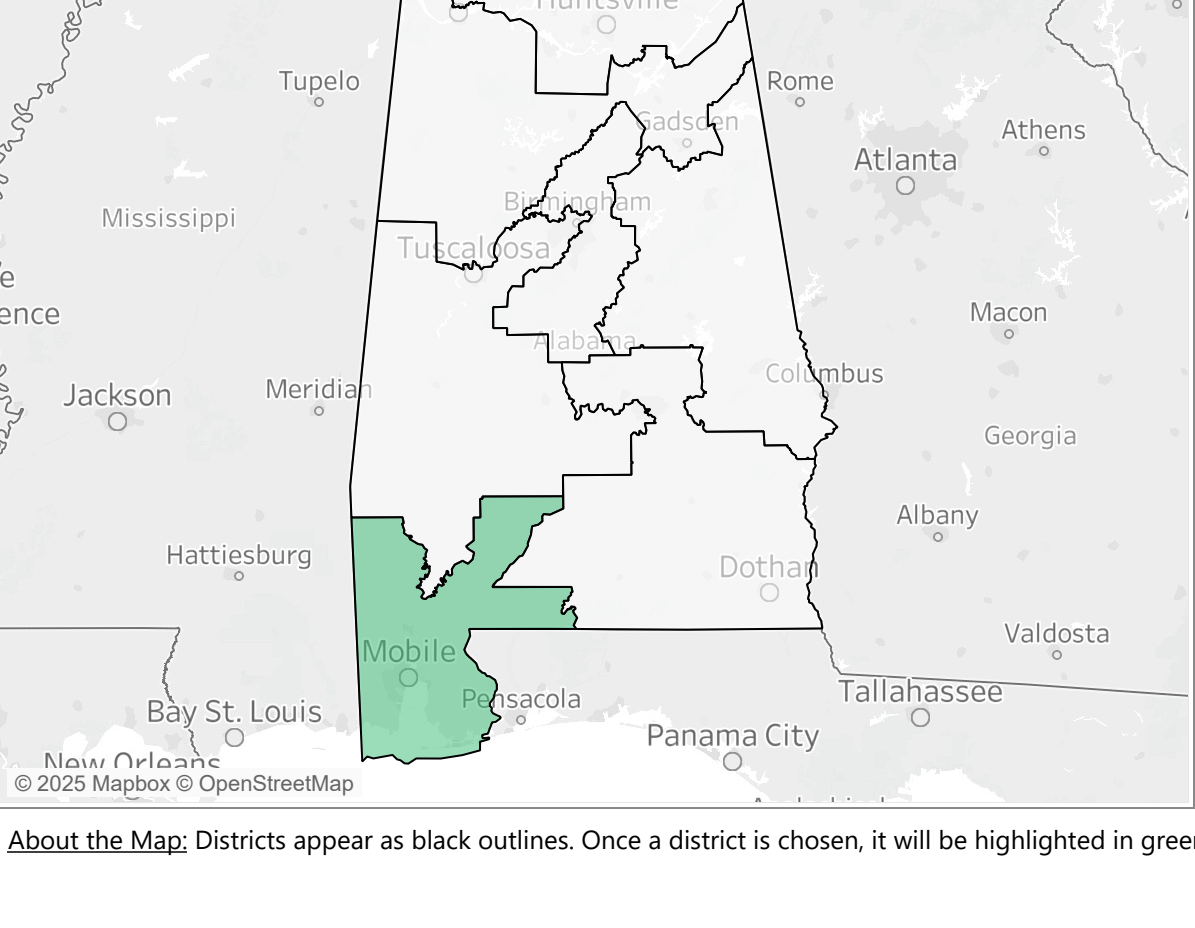 Huntsville
Tupelo
Rome
Gadsden
Athens
Atlanta
Birmingham
Mississippi
Tuscaloosa
e
ence
Macon
Alabama
Columbus
Meridian
Jackson
Georgia
Albany
Hattiesburg
Dothan
Valdosta
Mobile
Tallahassee
Pensacola
Bay St. Louis
Panama City
New Orleans
© 2025 Mapbox © OpenStreetMap
About the Map: Districts appear as black outlines. Once a district is chosen, it will be highlighted in gree